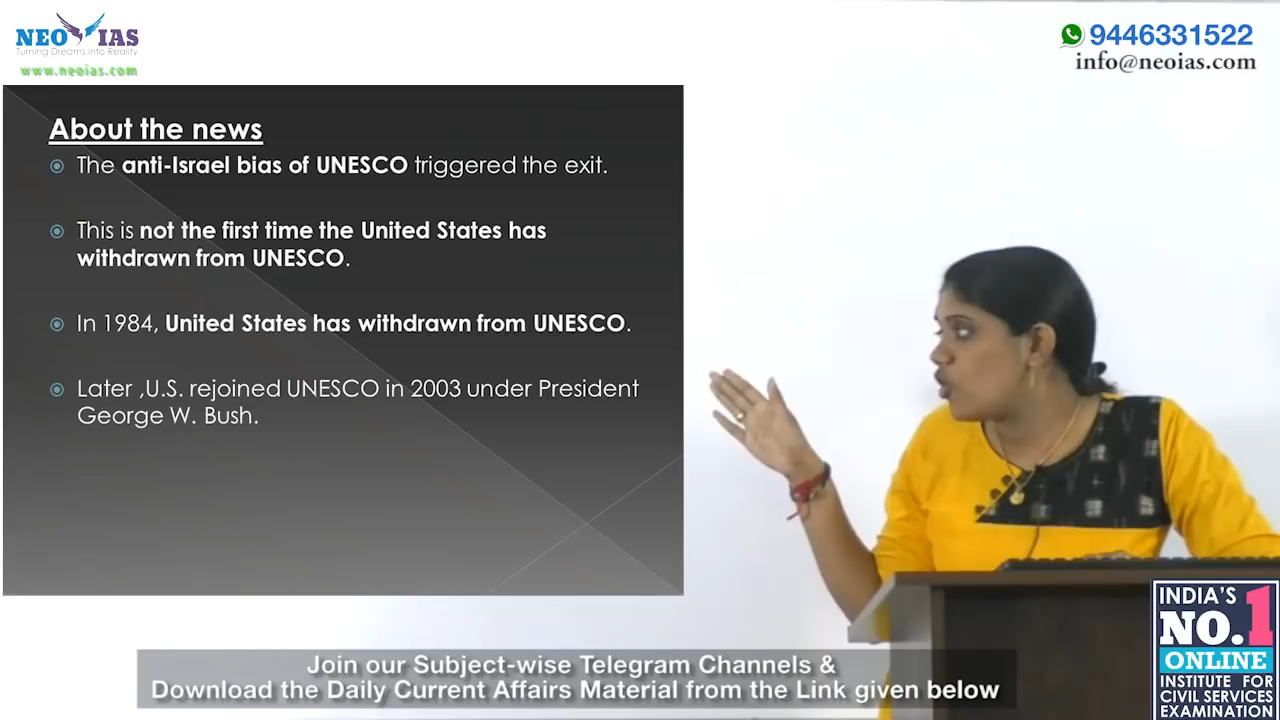 NEO IAS
Turning Dreams into Reality
www.neoias.com
9446331522
info@neoias.com
About the news
The anti-Israel bias of UNESCO triggered the exit.
This is not the first time the United States has
withdrawn from UNESCO.
In 1984, United States has withdrawn from UNESCO.
Later ,U.S. rejoined UNESCO in 2003 under President
George W. Bush.
INDIA'S
NO.1
ONLINE
INSTITUTE FOR
CIVIL SERVICES
EXAMINATION
Join our Subject-wise Telegram Channels &
Download the Daily Current Affairs Material from the Link given below